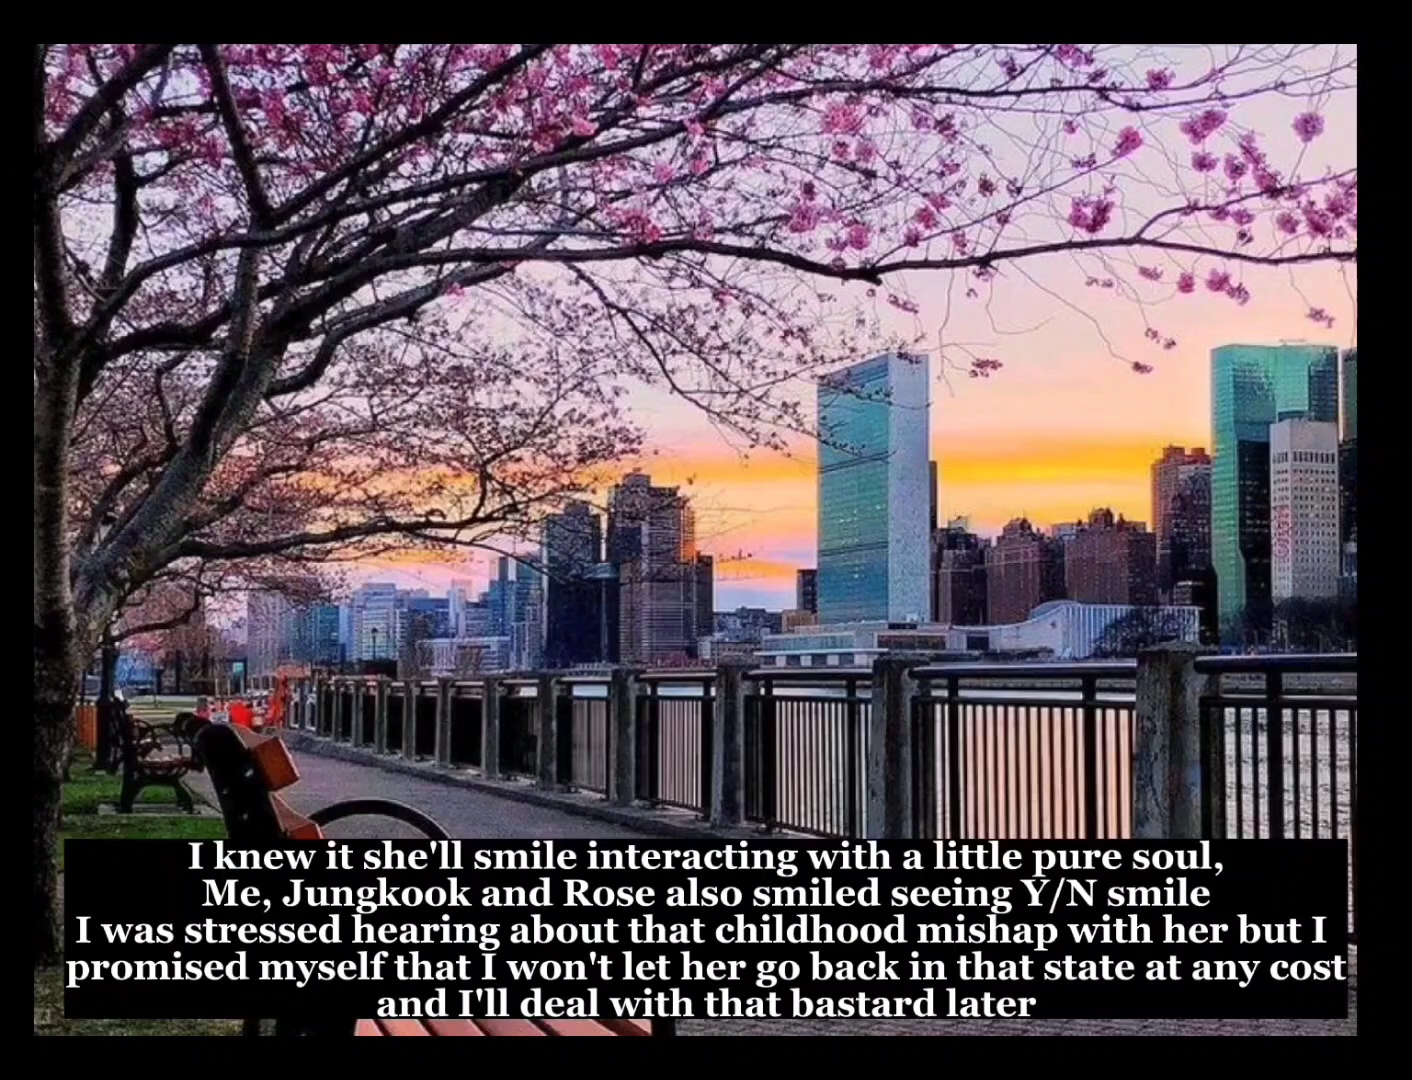 I knew it she'll smile interacting with a little pure soul,
Me, Jungkook and Rose also smiled seeing Y/N smile
I was stressed hearing about that childhood mishap with her but I
promised myself that I won't let her go back in that state at any cost
and I'll deal with that bastard later